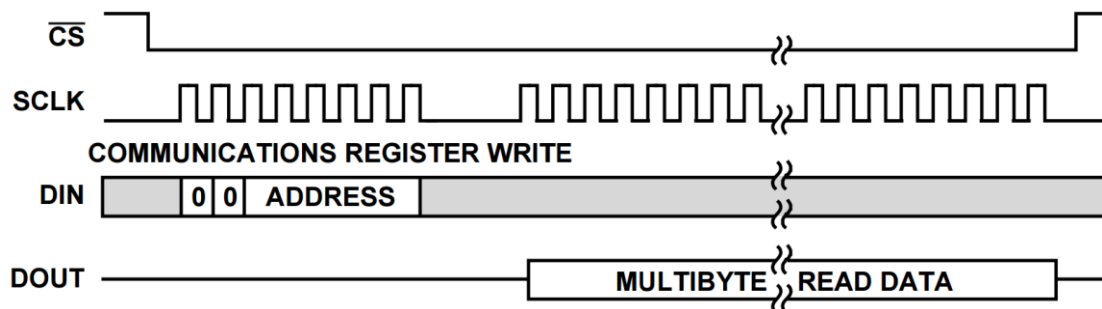 CS
SCLK
COMMUNICATIONS REGISTER WRITE
DIN 0 0 ADDRESS
DOUT MULTIBYTE READ DATA